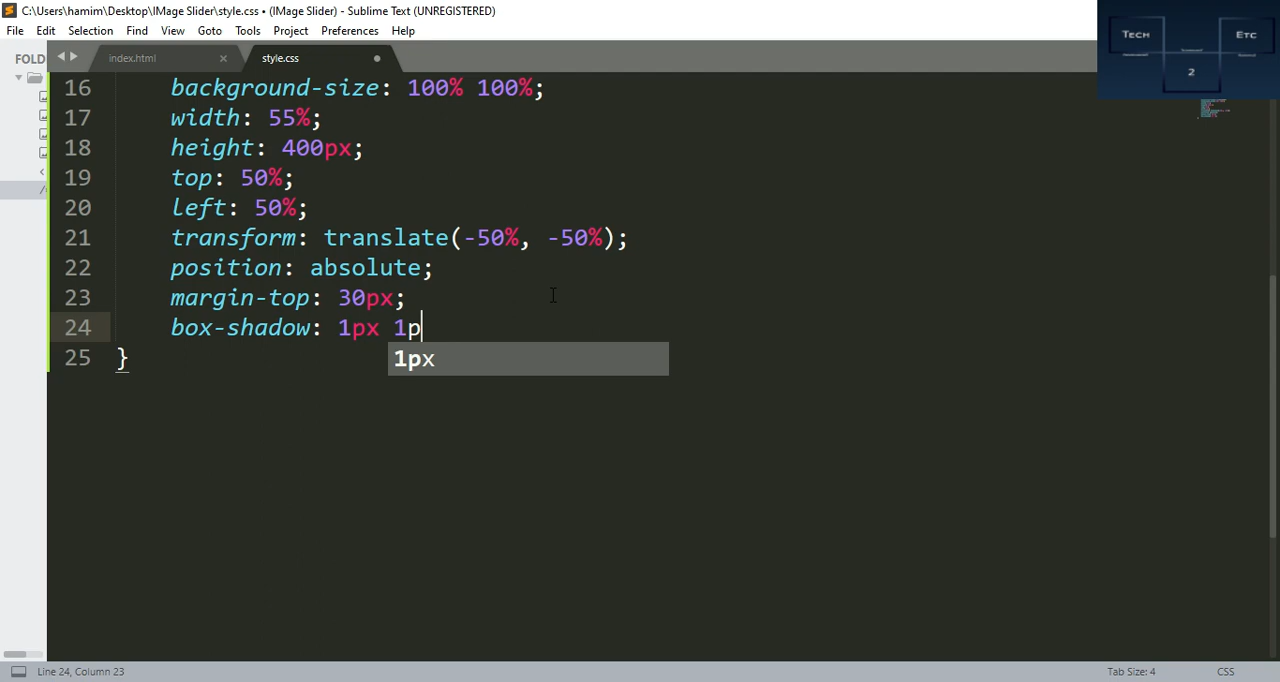 C:\Users\hamim\Desktop\IMage Slider\style.css • (IMage Slider) - Sublime Text (UNREGISTERED)
File Edit Selection Find View Goto Tools Project Preferences Help
FOLD
index.html × style.css
16 background-size: 100% 100%;
17 width: 55%;
18 height: 400px;
19 top: 50%;
20 left: 50%;
21 transform: translate(-50%, -50%);
22 position: absolute;
23 margin-top: 30px;
24 box-shadow: 1px 1p
1px
25 }
Tech
Etc
2
Line 24, Column 23
Tab Size: 4
CSS